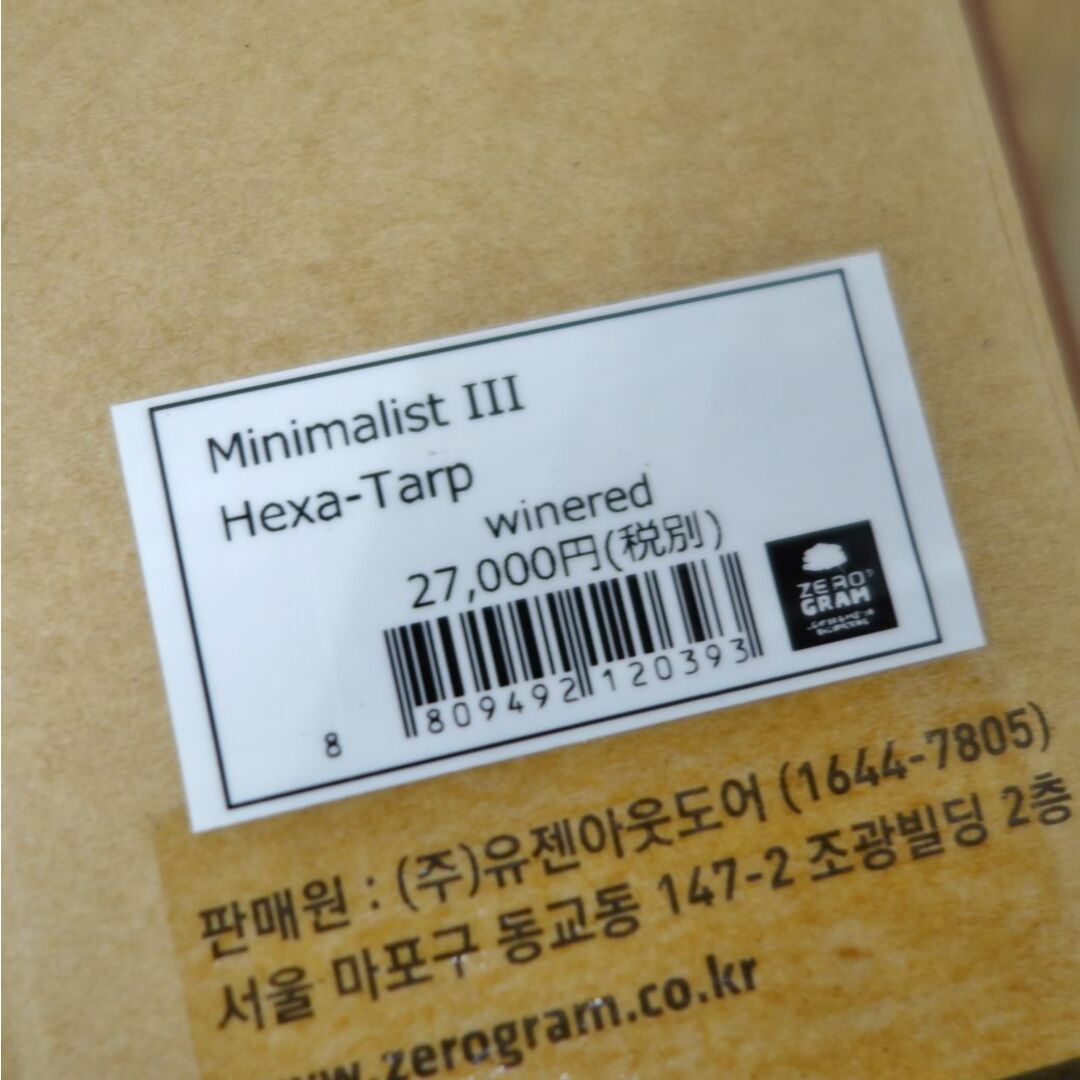 Minimalist III
Hexa-Tarp
winered
27,000円(税別)
8 809492 120393
ZERO
GRAM
판매원 : (주)유젠아웃도어 (1644-7805)
서울 마포구 동교동 147-2 조광빌딩 2층
www.zerogram.co.kr